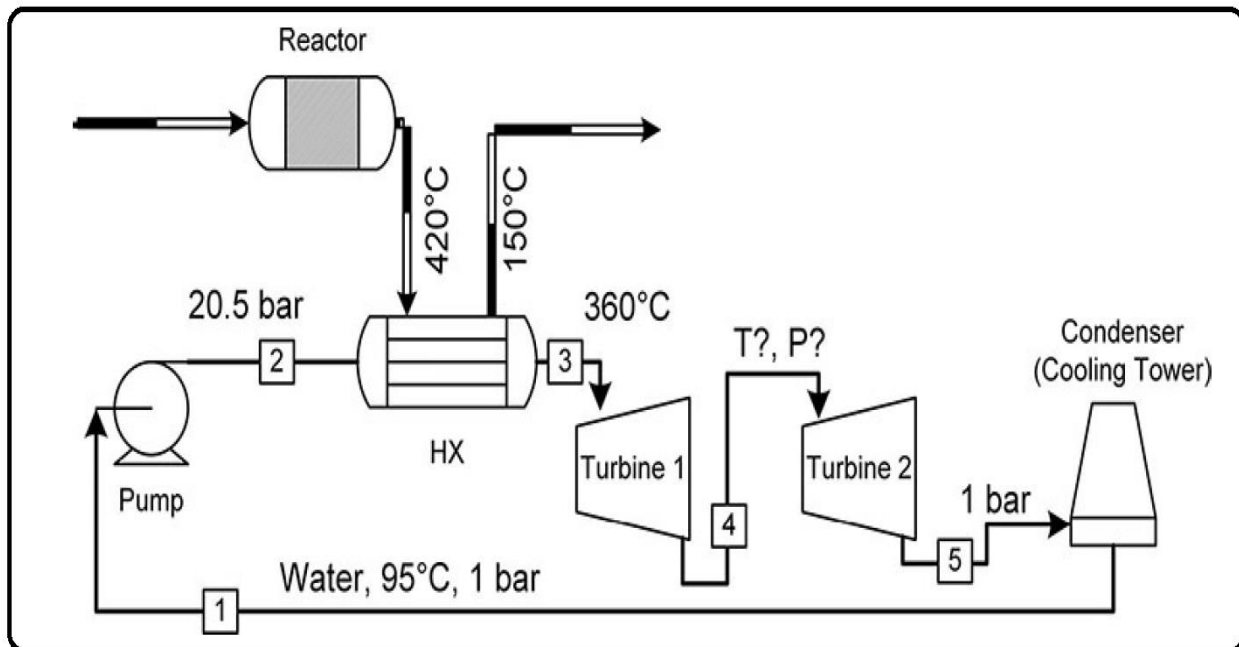 Reactor
420°C
150°C
20.5 bar
360°C
T?, P?
Condenser
(Cooling Tower)
2
3
HX
Turbine 1
Turbine 2
Pump
4
1 bar
5
Water, 95°C, 1 bar
1